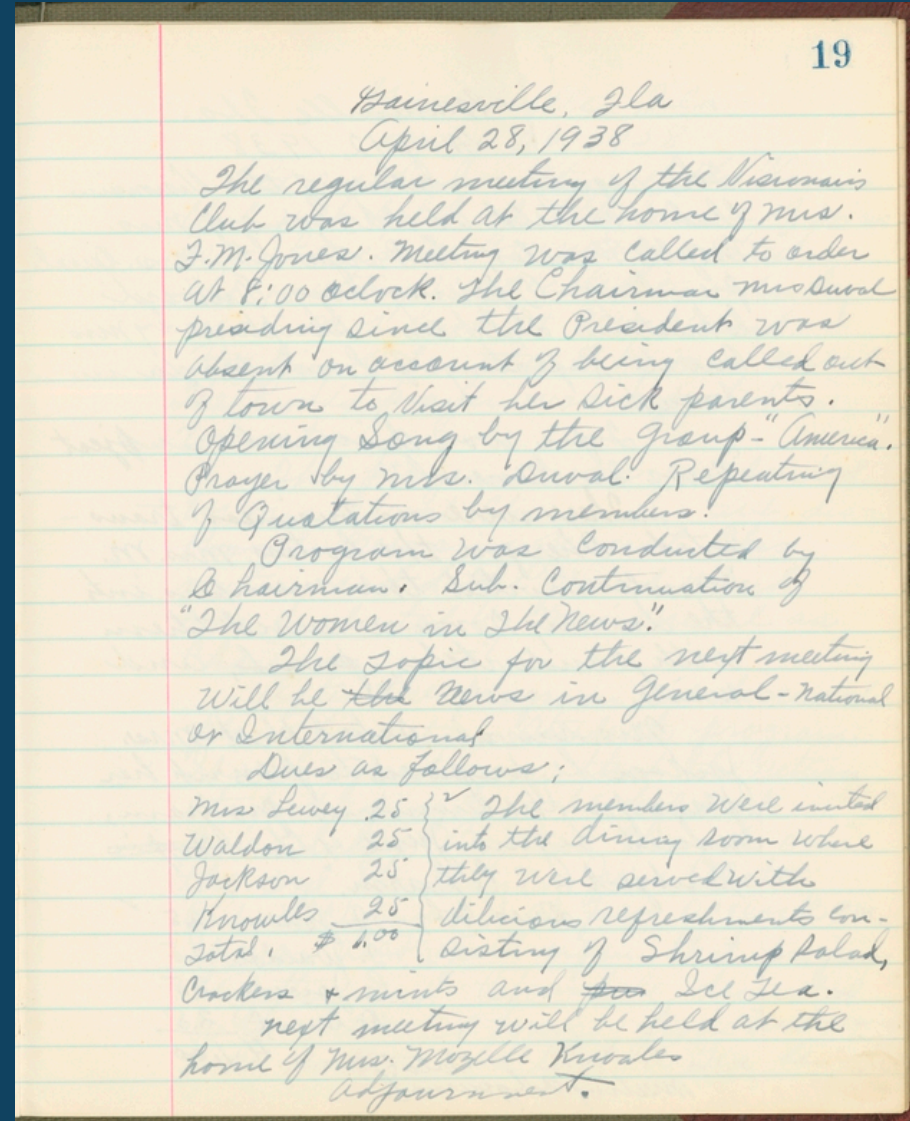 19
Gainesville, Fla
April 28, 1938
The regular meeting of the Visionairs
Club was held at the home of Mrs.
F.M. Jones. Meeting was called to order
at 8:00 oclock. The Chairman Mrs Duval
presiding since the President was
absent on account of being called out
of town to visit her sick parents.
Opening Song by the group - "America".
Prayer by Mrs. Duval. Repeating
of Quatations by members.
Program was conducted by
Chairman. Sub. Continuation of
"The Women in The News".
The Topic for the next meeting
will be the News in General - National
or International
Dues as follows:
Mrs Lewey .25
Waldon 25
Jackson 25
Knowles 25
Total. $ 1.00
The members were invited
into the dining room where
they were served with
dilicious refreshments con-
sisting of Shrimp Salad,
Crackers + mints and Ice Tea.
next meeting will be held at the
home of Mrs. Mozelle Knowles
adjournment.